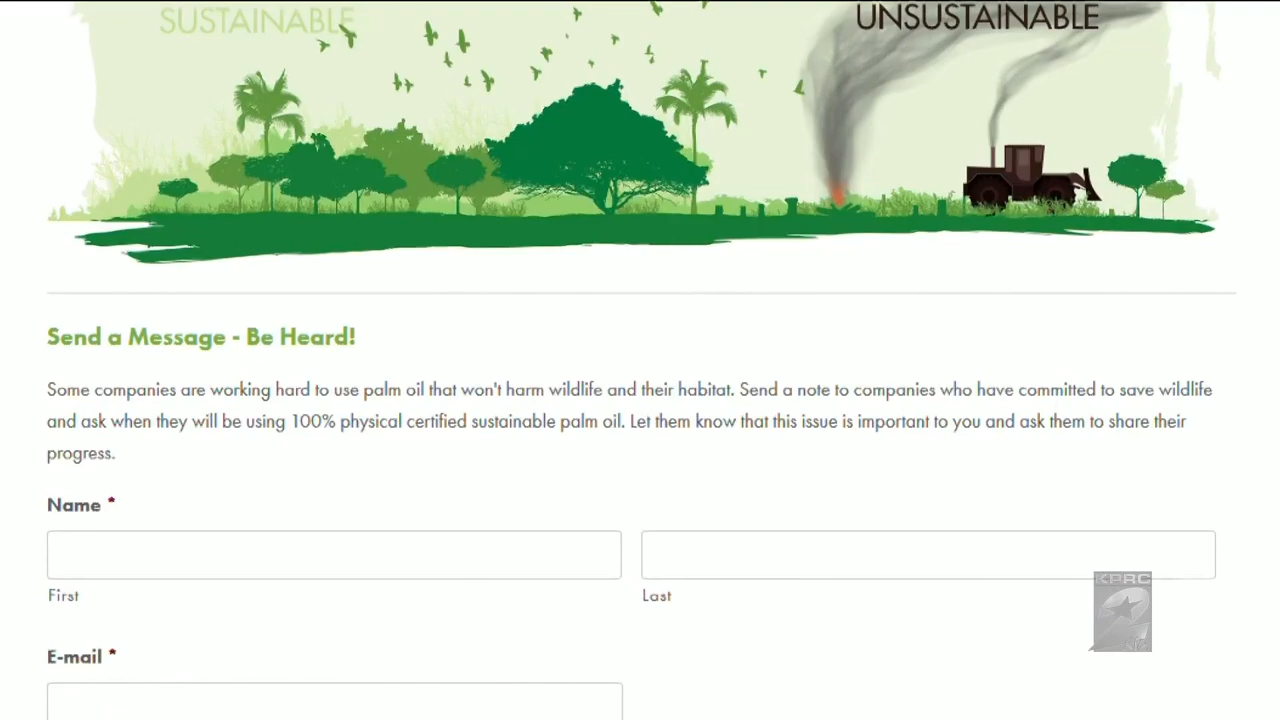 SUSTAINABLE
UNSUSTAINABLE
Send a Message - Be Heard!
Some companies are working hard to use palm oil that won't harm wildlife and their habitat. Send a note to companies who have committed to save wildlife
and ask when they will be using 100% physical certified sustainable palm oil. Let them know that this issue is important to you and ask them to share their
progress.
Name *
First
Last
KPRC
2
E-mail *